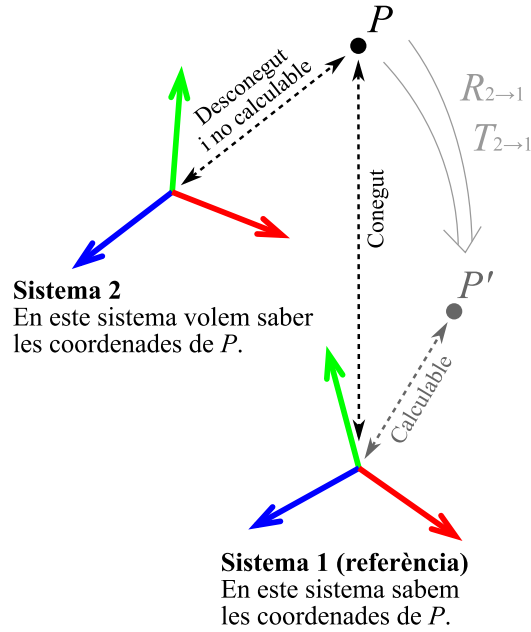 P
Desconegut
i no calculable
R2→1
T2→1
Conegut
Sistema 2
En este sistema volem saber
les coordenades de P.
P'
Calculable
Sistema 1 (referència)
En este sistema sabem
les coordenades de P.